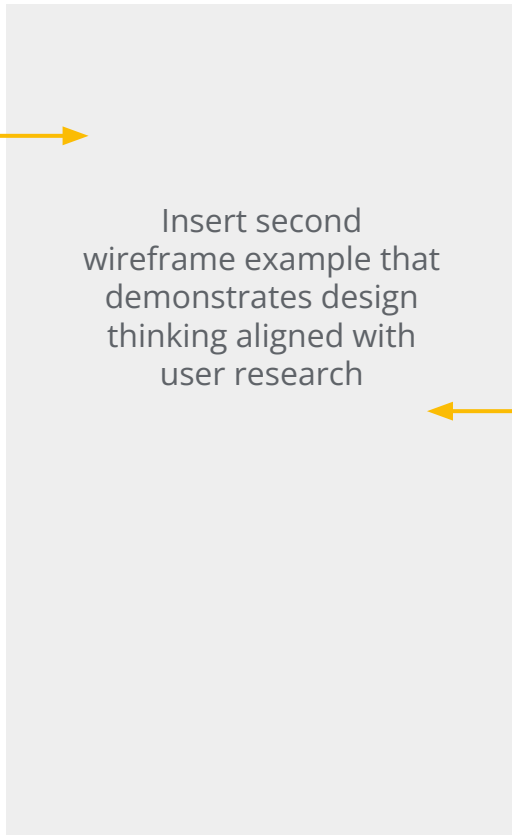 Insert second
wireframe example that
demonstrates design
thinking aligned with
user research